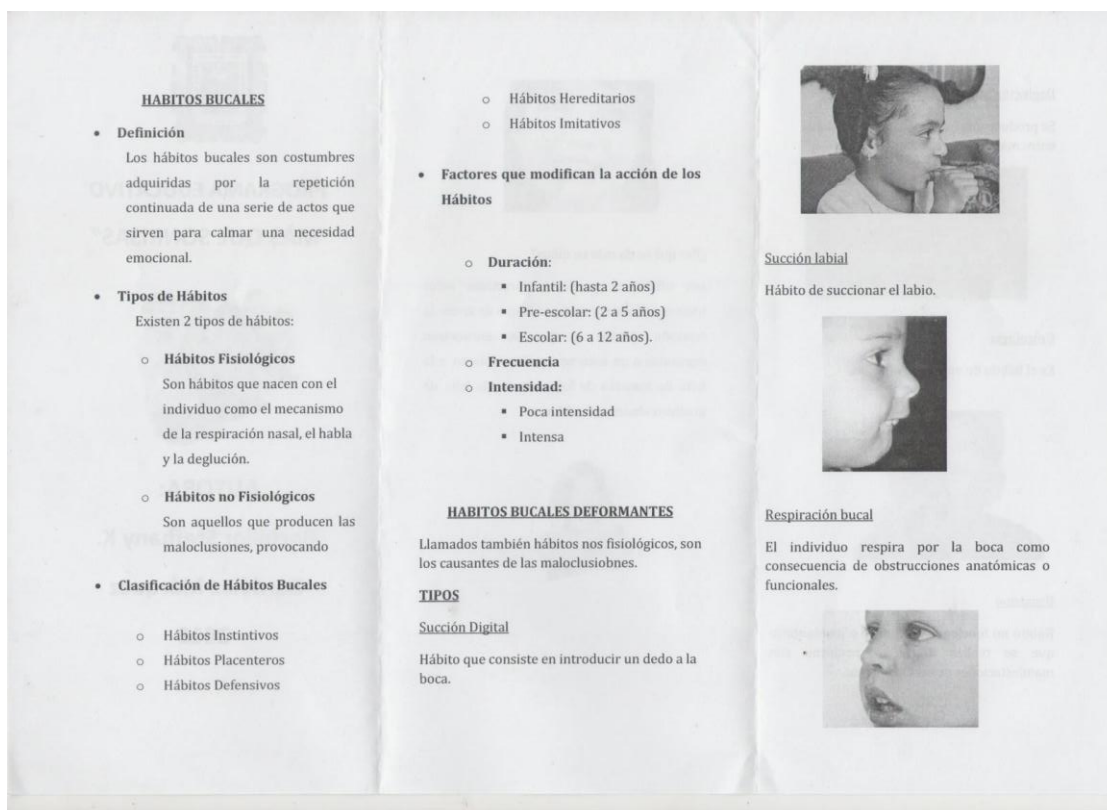 HABITOS BUCALES
• Definición
Los hábitos bucales son costumbres
adquiridas por la repetición
continuada de una serie de actos que
sirven para calmar una necesidad
emocional.
• Tipos de Hábitos
Existen 2 tipos de hábitos:
o Hábitos Fisiológicos
Son hábitos que nacen con el
individuo como el mecanismo
de la respiración nasal, el habla
y la deglución.
o Hábitos no Fisiológicos
Son aquellos que producen las
maloclusiones, provocando
• Clasificación de Hábitos Bucales
o Hábitos Instintivos
o Hábitos Placenteros
o Hábitos Defensivos
o Hábitos Hereditarios
o Hábitos Imitativos
• Factores que modifican la acción de los
Hábitos
o Duración:
▪ Infantil: (hasta 2 años)
▪ Pre-escolar: (2 a 5 años)
▪ Escolar: (6 a 12 años).
o Frecuencia
o Intensidad:
▪ Poca intensidad
▪ Intensa
HABITOS BUCALES DEFORMANTES
Llamados también hábitos nos fisiológicos, son
los causantes de las maloclusiobnes.
TIPOS
Succión Digital
Hábito que consiste en introducir un dedo a la
boca.
Succión labial
Hábito de succionar el labio.
Respiración bucal
El individuo respira por la boca como
consecuencia de obstrucciones anatómicas o
funcionales.